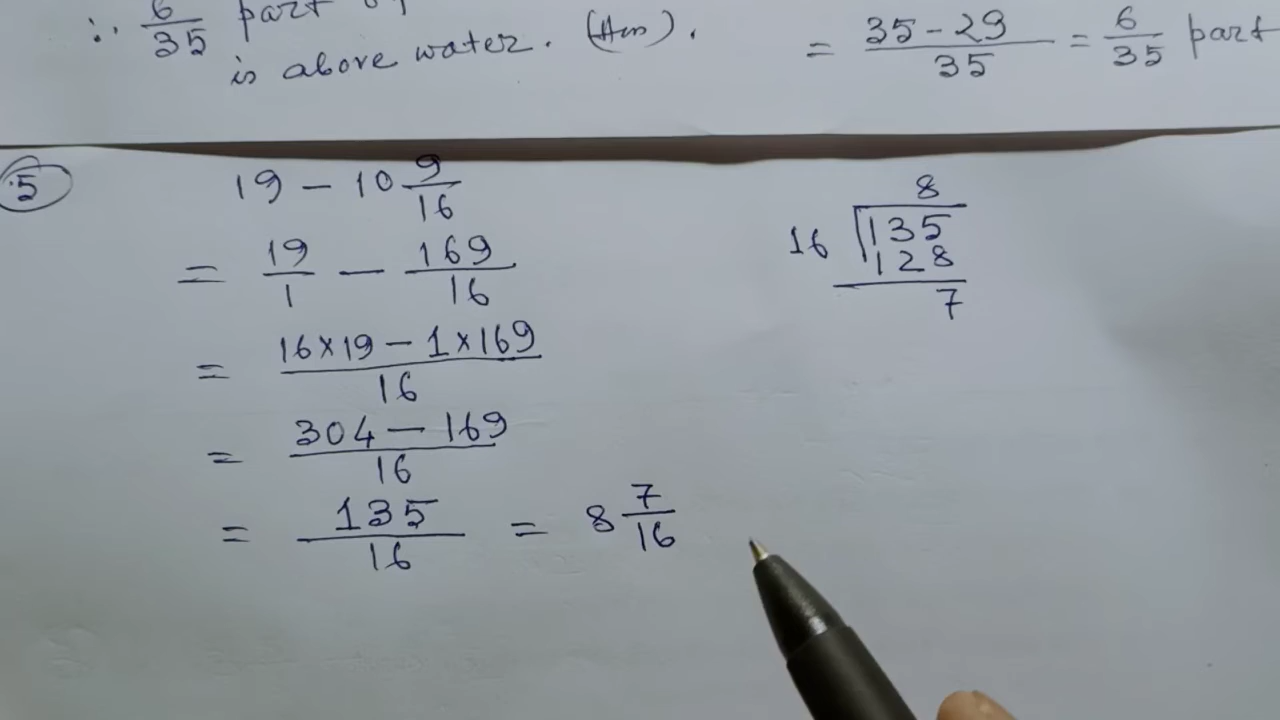 ∴ 6/35 part
is above water. (Ans).
= (35 - 29)/35 = 6/35 part
5
19 - 10 9/16
= 19/1 - 169/16
= (16 × 19 - 1 × 169)/16
= (304 - 169)/16
= 135/16 = 8 7/16
8
16 135
128
7